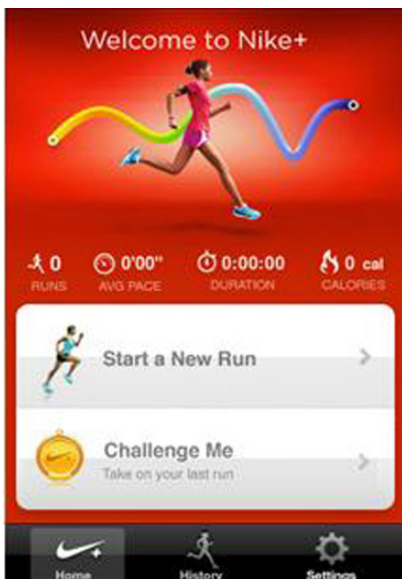 Welcome to Nike+
0 0'00" 0:00:00 0 cal
RUNS AVG PACE DURATION CALORIES
Start a New Run
Challenge Me
Take on your last run
Home History Settings